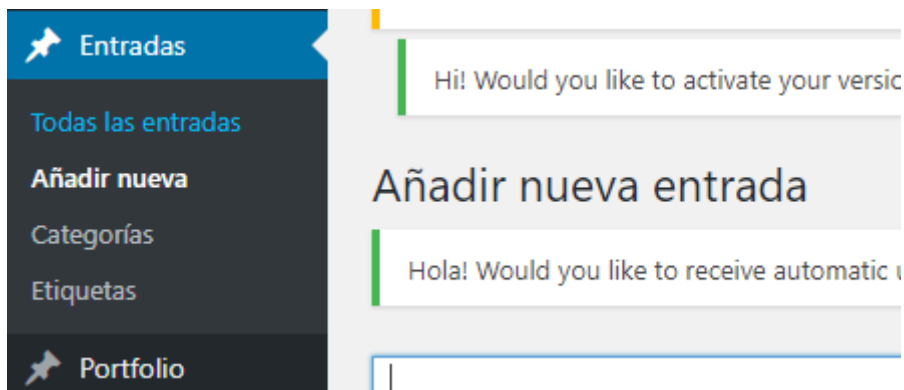 Entradas
Todas las entradas
Añadir nueva
Categorías
Etiquetas
Portfolio
Hi! Would you like to activate your
Añadir nueva entrada
Hola! Would you like to receive automatic